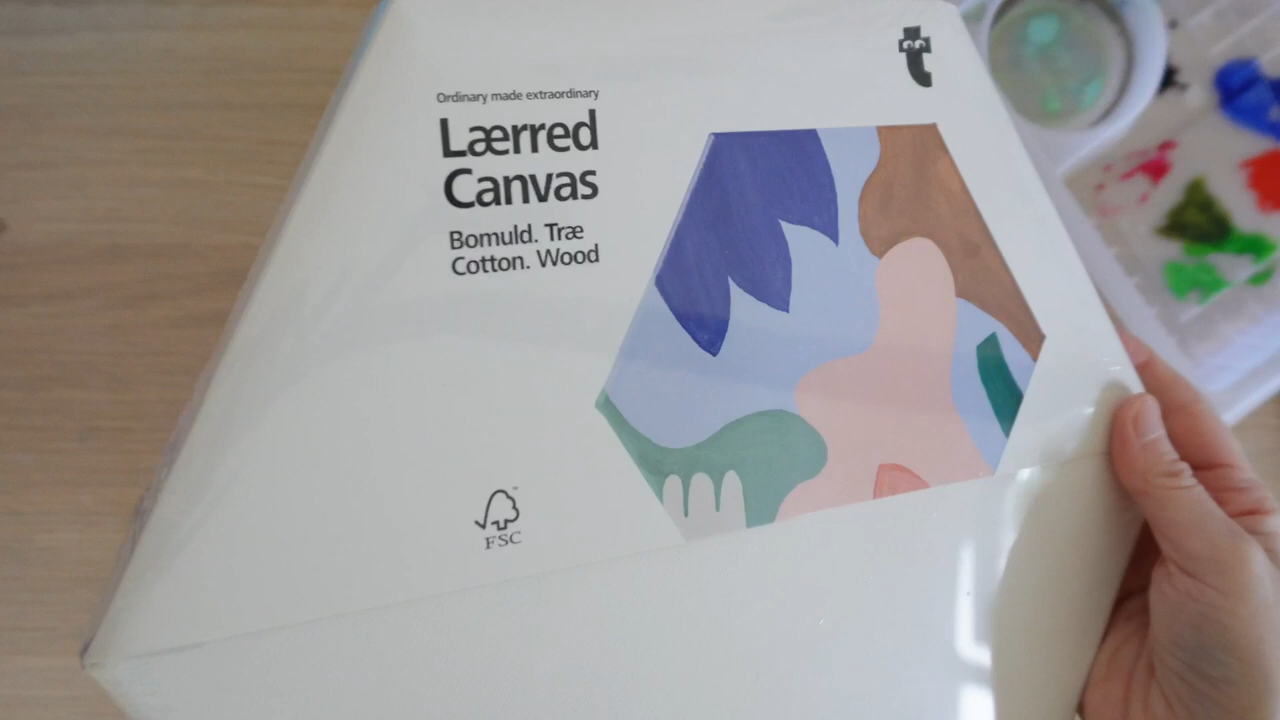 Ordinary made extraordinary
Lærred
Canvas
Bomuld. Træ
Cotton. Wood
FSC